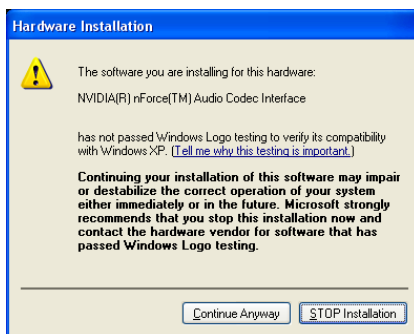 Hardware Installation
The software you are installing for this hardware:
NVIDIA(R) nForce(TM) Audio Codec Interface
has not passed Windows Logo testing to verify its compatibility
with Windows XP. (Tell me why this testing is important.)
Continuing your installation of this software may impair
or destabilize the correct operation of your system
either immediately or in the future. Microsoft strongly
recommends that you stop this installation now and
contact the hardware vendor for software that has
passed Windows Logo testing.
Continue Anyway
STOP Installation